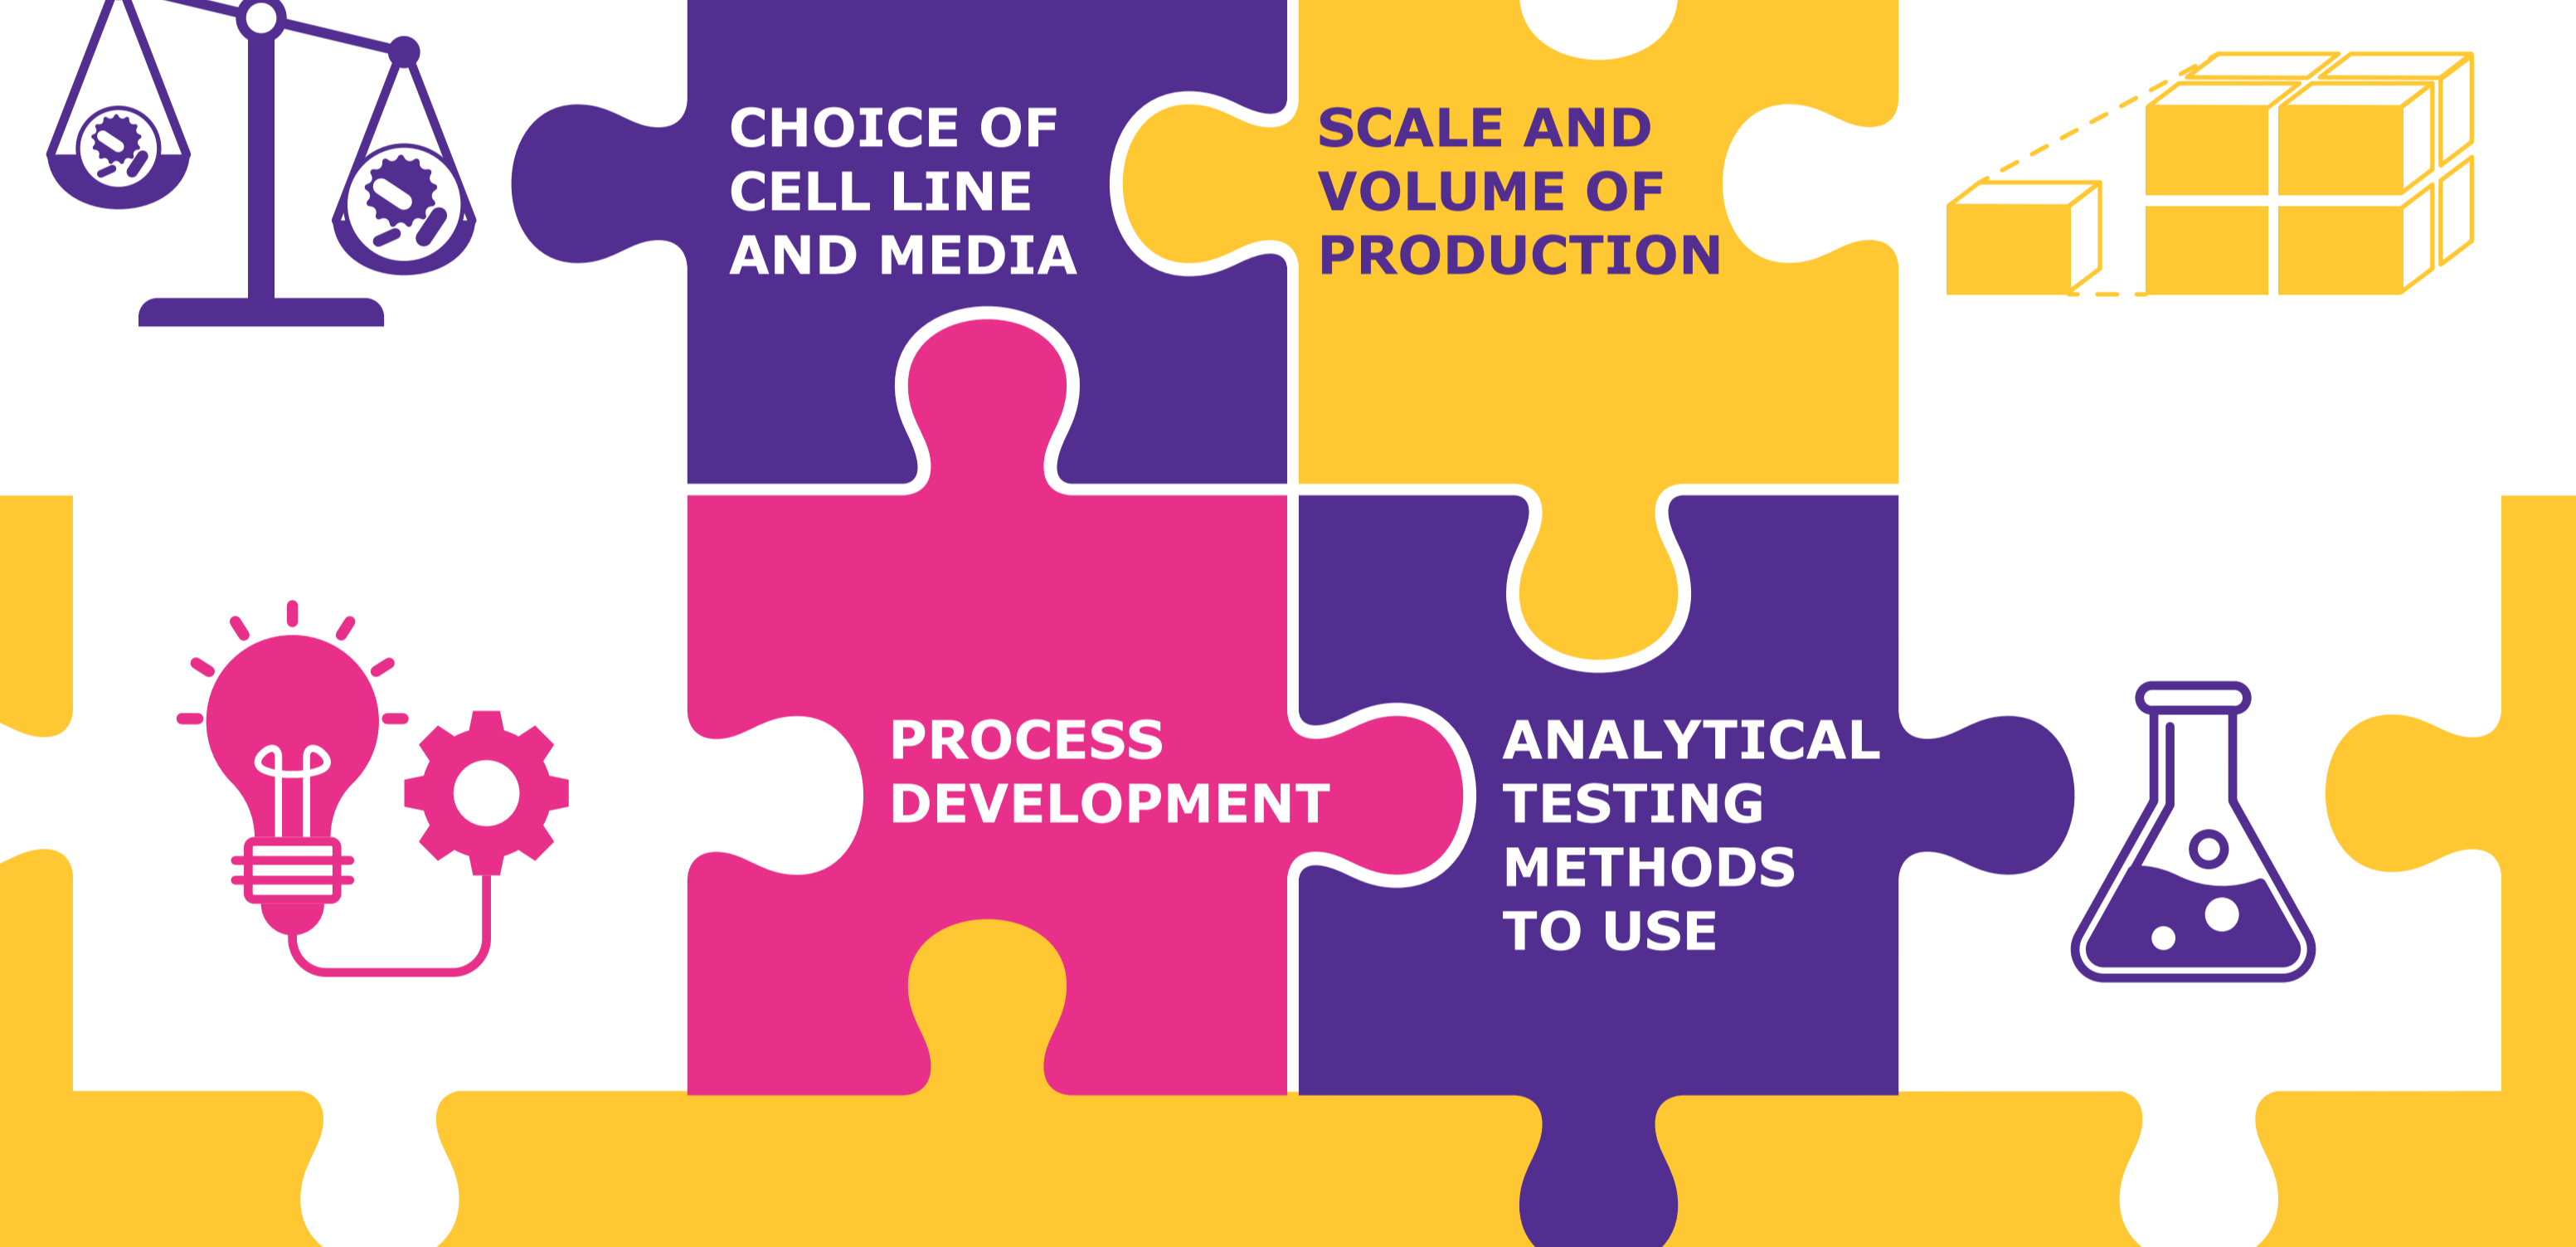 CHOICE OF
CELL LINE
AND MEDIA
SCALE AND
VOLUME OF
PRODUCTION
PROCESS
DEVELOPMENT
ANALYTICAL
TESTING
METHODS
TO USE